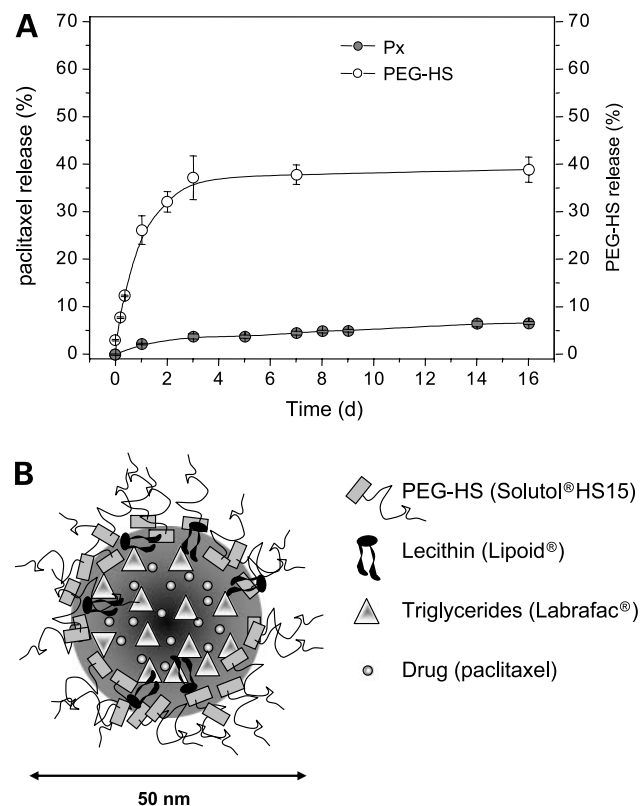 A
Px
PEG-HS
paclitaxel release (%)
70
60
50
40
30
20
10
0
70
60
50
40
30
20
10
0
PEG-HS release (%)
0 2 4 6 8 10 12 14 16
Time (d)
B
PEG-HS (Solutol®HS15)
Lecithin (Lipoid®)
Triglycerides (Labrafac®)
Drug (paclitaxel)
50 nm